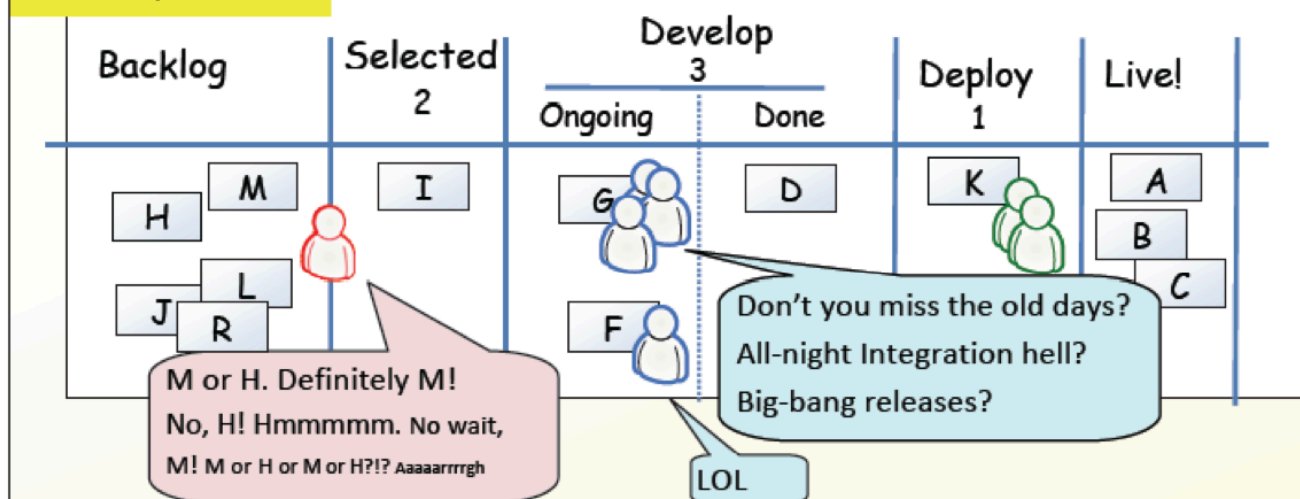 Backlog
Selected
2
Develop
3
Ongoing
Done
Deploy
1
Live!
M
H
J
L
R
I
G
F
D
K
A
B
C
M or H. Definitely M!
No, H! Hmmmmm. No wait,
M! M or H or M or H?!? Aaaaarrrrgh
Don't you miss the old days?
All-night Integration hell?
Big-bang releases?
LOL